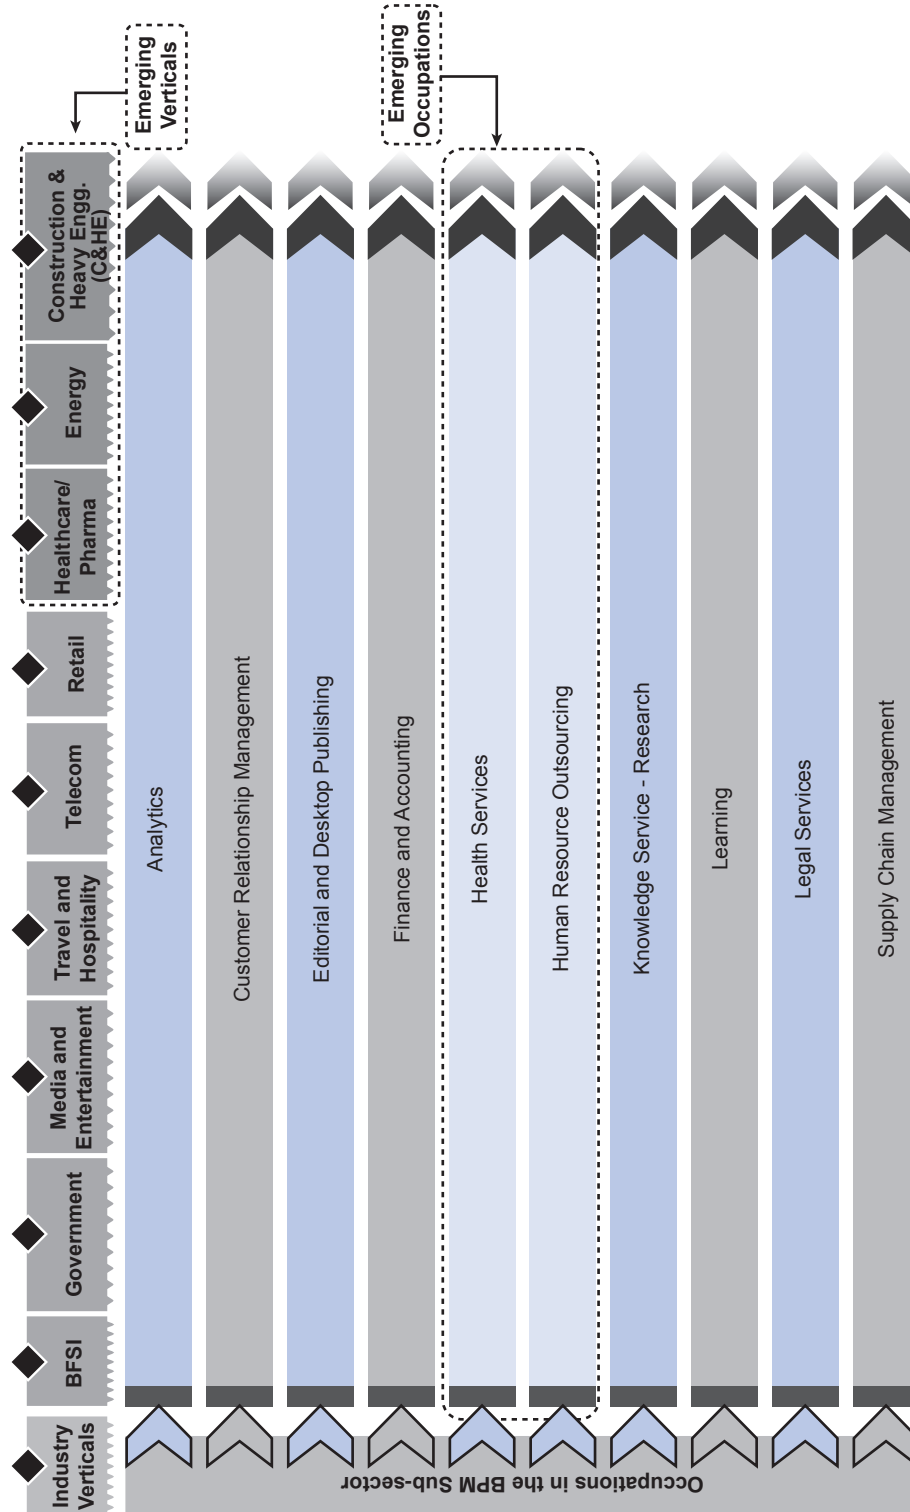 Industry
Verticals
BFSI
Government
Media and
Entertainment
Travel and
Hospitality
Telecom
Retail
Healthcare/
Pharma
Energy
Construction &
Heavy Engg.
(C&HE)
Emerging
Verticals
Occupations in the BPM Sub-sector
Analytics
Customer Relationship Management
Editorial and Desktop Publishing
Finance and Accounting
Emerging
Occupations
Health Services
Human Resource Outsourcing
Knowledge Service - Research
Learning
Legal Services
Supply Chain Management